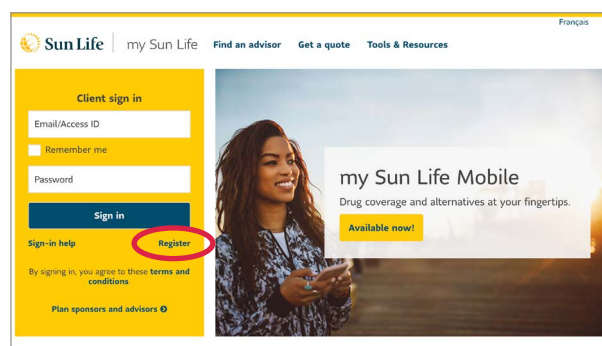 Français
Sun Life my Sun Life Find an advisor Get a quote Tools & Resources
Client sign in
Email/Access ID
Remember me
Password
Sign in
Sign-in help Register
By signing in, you agree to these terms and
conditions.
Plan sponsors and advisors
my Sun Life Mobile
Drug coverage and alternatives at your fingertips.
Available now!